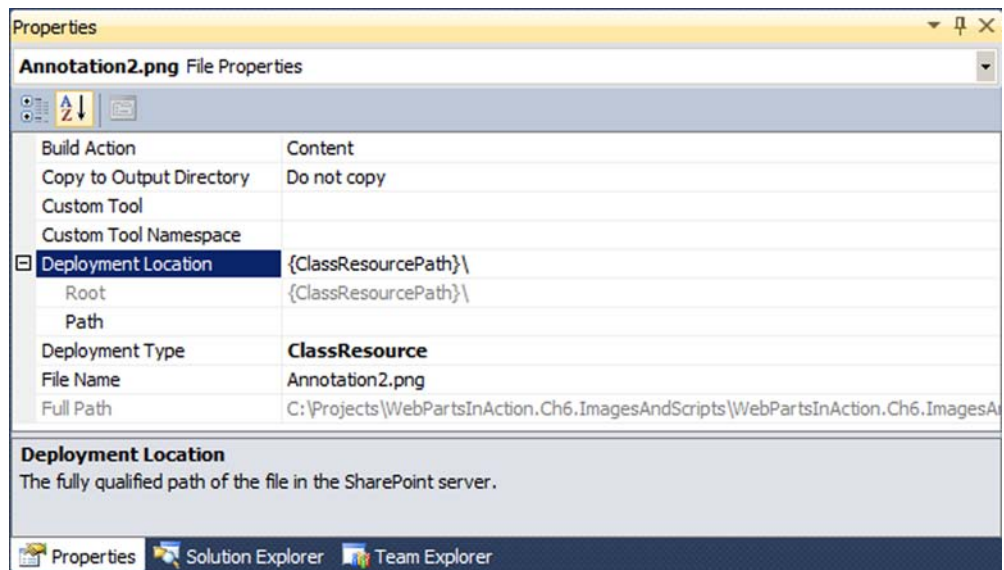 Properties
Annotation2.png File Properties
Build Action Content
Copy to Output Directory Do not copy
Custom Tool
Custom Tool Namespace
Deployment Location {ClassResourcePath}\
Root {ClassResourcePath}\
Path
Deployment Type ClassResource
File Name Annotation2.png
Full Path C:\Projects\WebPartsInAction.Ch6.ImagesAndScripts\WebPartsInAction.Ch6.ImagesA
Deployment Location
The fully qualified path of the file in the SharePoint server.
Properties Solution Explorer Team Explorer